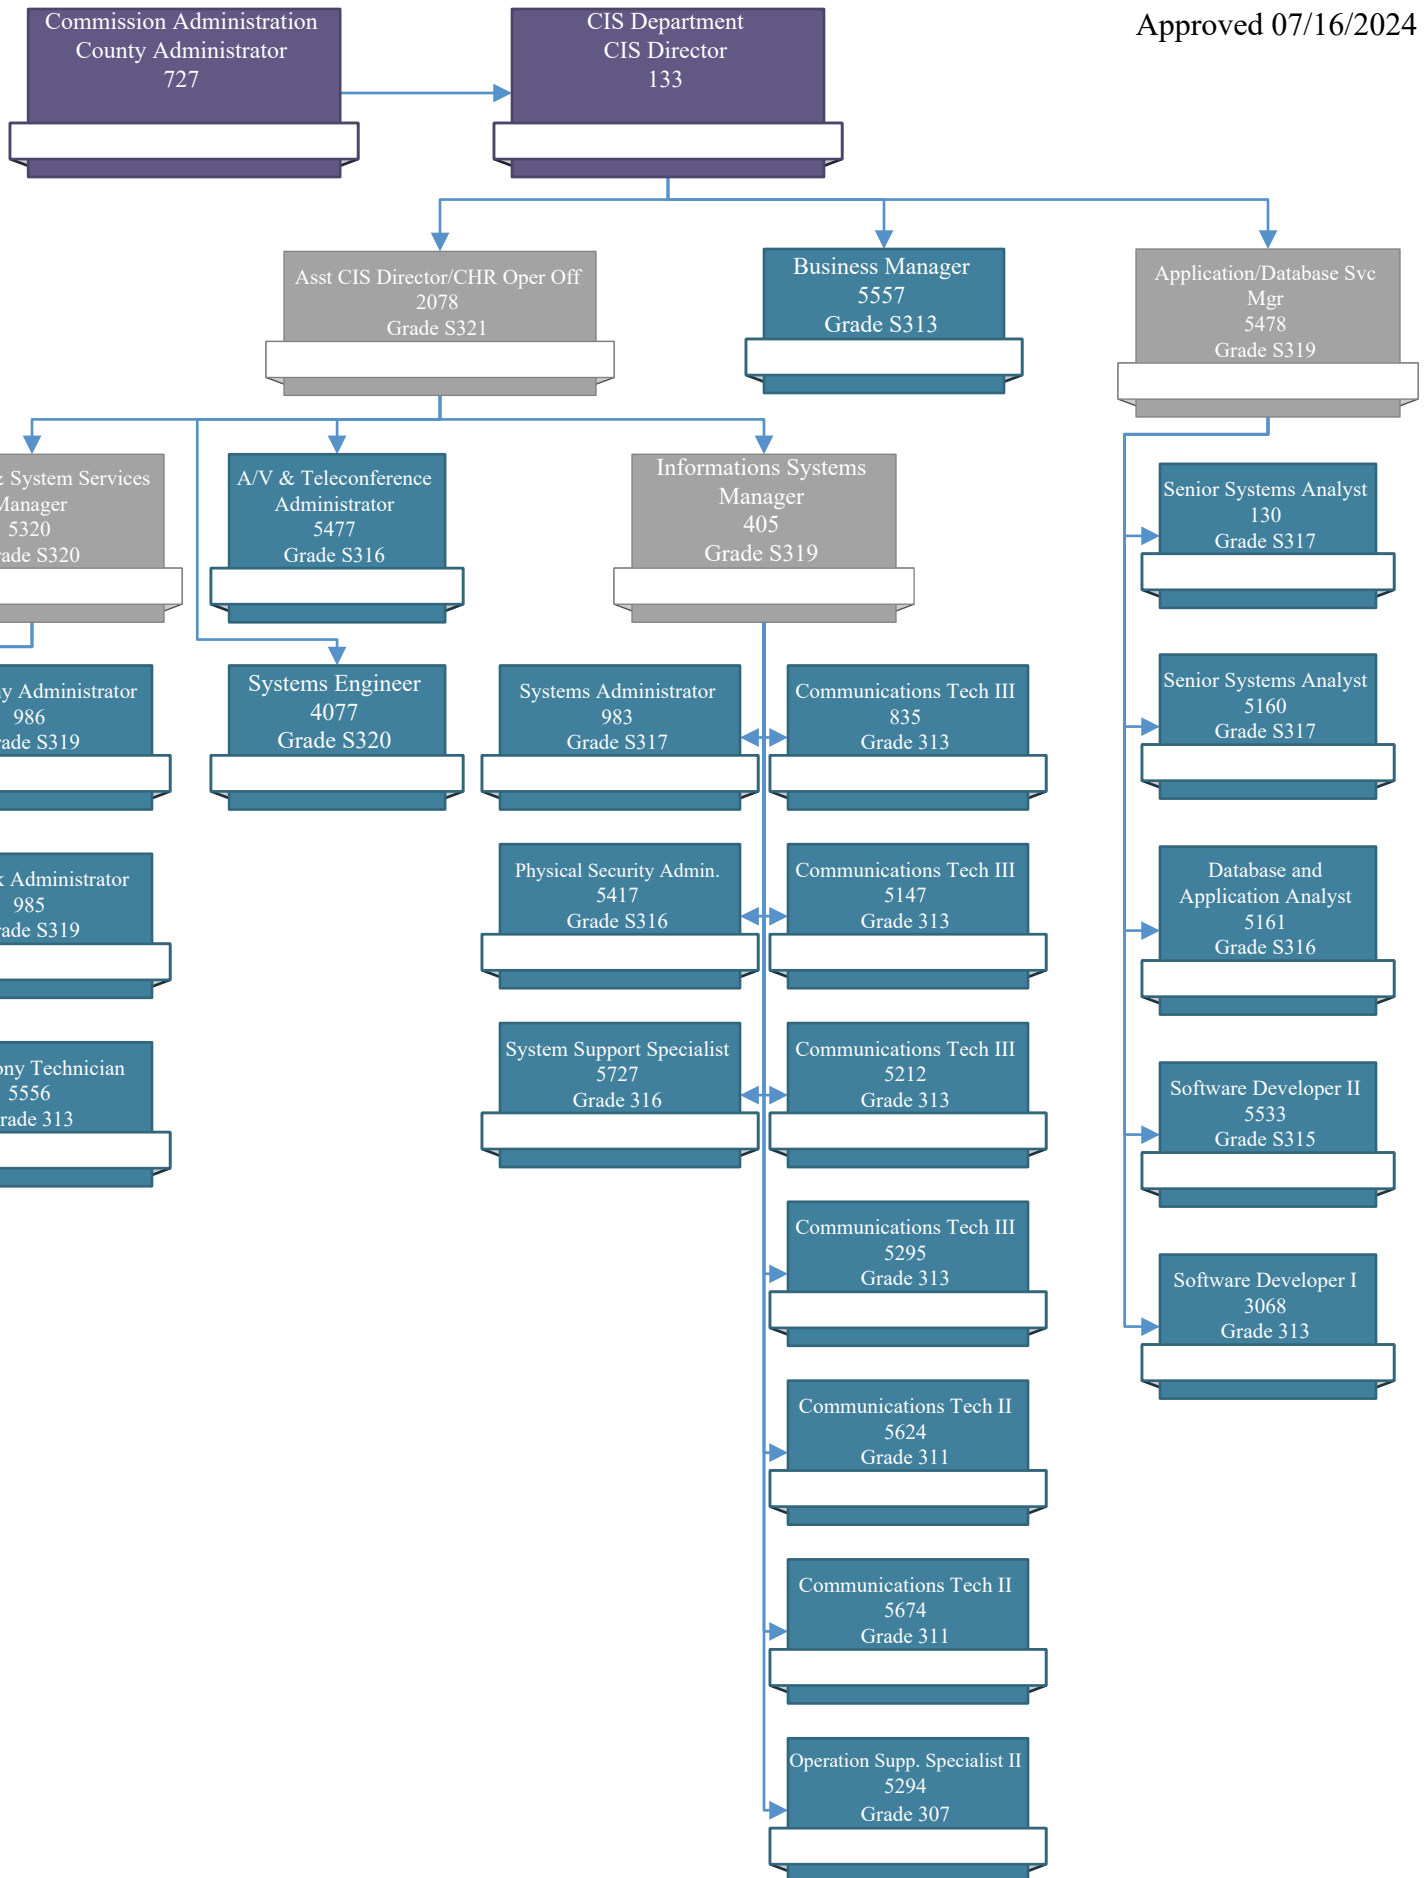 Commission Administration
County Administrator
727
CIS Department
CIS Director
133
Approved 07/16/2024
Asst CIS Director/CHR Oper Off
2078
Grade S321
Business Manager
5557
Grade S313
Application/Database Svc
Mgr
5478
Grade S319
System Services
5320
S320
A/V & Teleconference
Administrator
5477
Grade S316
Informations Systems
Manager
405
Grade S319
Senior Systems Analyst
130
Grade S317
Administrator
986
S319
Systems Engineer
4077
Grade S320
Systems Administrator
983
Grade S317
Communications Tech III
835
Grade 313
Senior Systems Analyst
5160
Grade S317
Administrator
985
S319
Physical Security Admin.
5417
Grade S316
Communications Tech III
5147
Grade 313
Database and
Application Analyst
5161
Grade S316
Technician
5556
313
System Support Specialist
5727
Grade 316
Communications Tech III
5212
Grade 313
Software Developer II
5533
Grade S315
Communications Tech III
5295
Grade 313
Software Developer I
3068
Grade 313
Communications Tech II
5624
Grade 311
Communications Tech II
5674
Grade 311
Operation Supp. Specialist II
5294
Grade 307